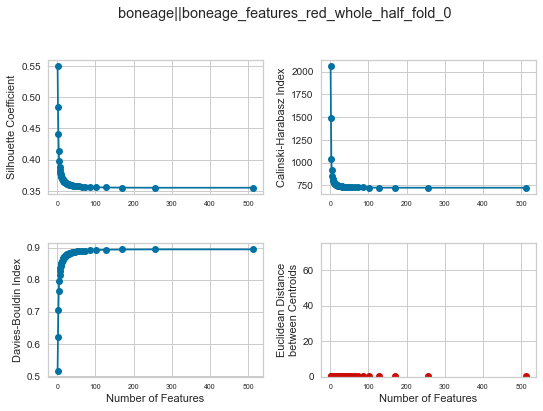 boneage||boneage_features_red_whole_half_fold_0
Silhouette Coefficient
0.55
0.50
0.45
0.40
0.35
0 100 200 300 400 500
Calinski-Harabasz Index
2000
1750
1500
1250
1000
750
0 100 200 300 400 500
Davies-Bouldin Index
0.9
0.8
0.7
0.6
0.5
0 100 200 300 400 500
Number of Features
Euclidean Distance
between Centroids
60
40
20
0
0 100 200 300 400 500
Number of Features